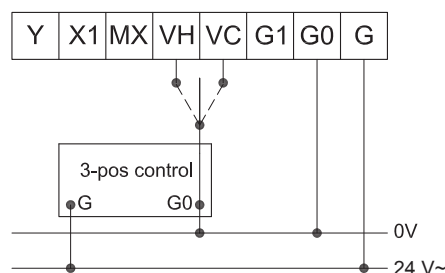 Y X1 MX VH VC G1 G0 G
3-pos control
G G0
0V
24 V~